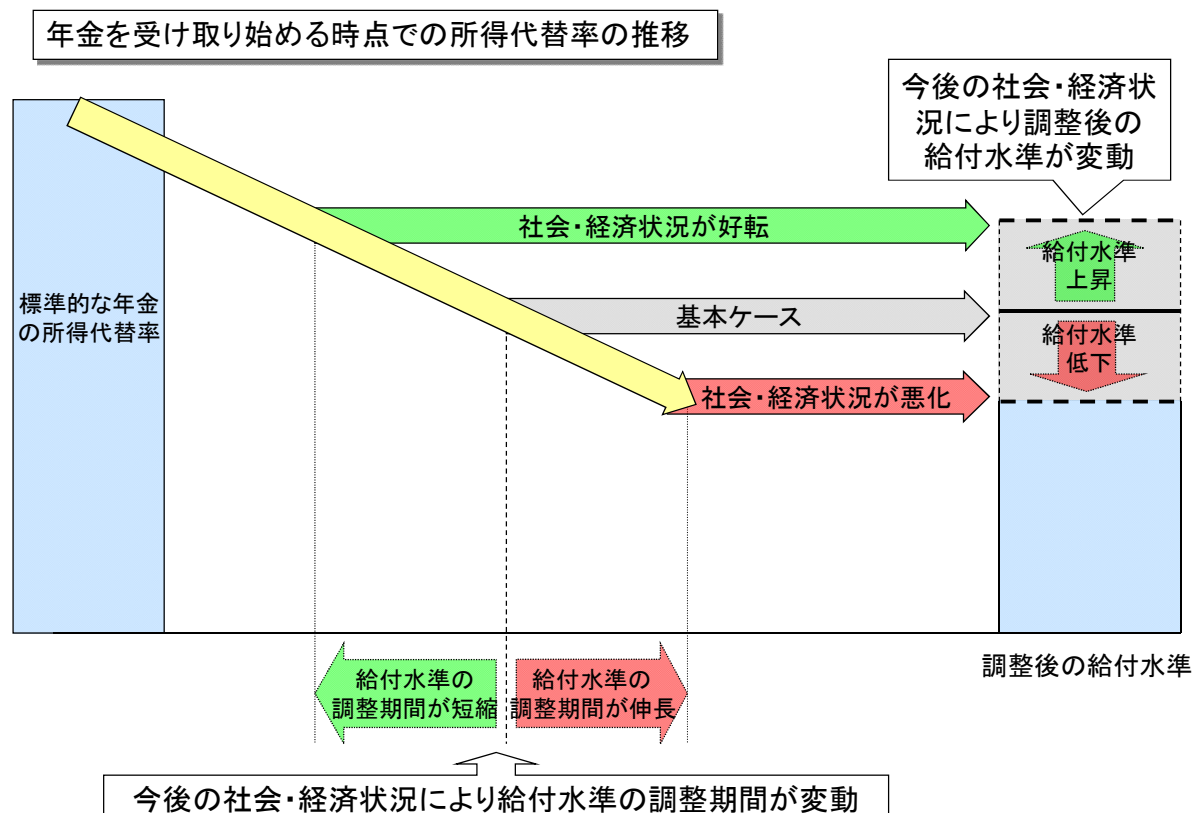 年金を受け取り始める時点での所得代替率の推移
今後の社会・経済状
況により調整後の
給付水準が変動
社会・経済状況が好転
給付水準
上昇
標準的な年金
の所得代替率
基本ケース
給付水準
低下
社会・経済状況が悪化
調整後の給付水準
給付水準の
調整期間が短縮
給付水準の
調整期間が伸長
今後の社会・経済状況により給付水準の調整期間が変動